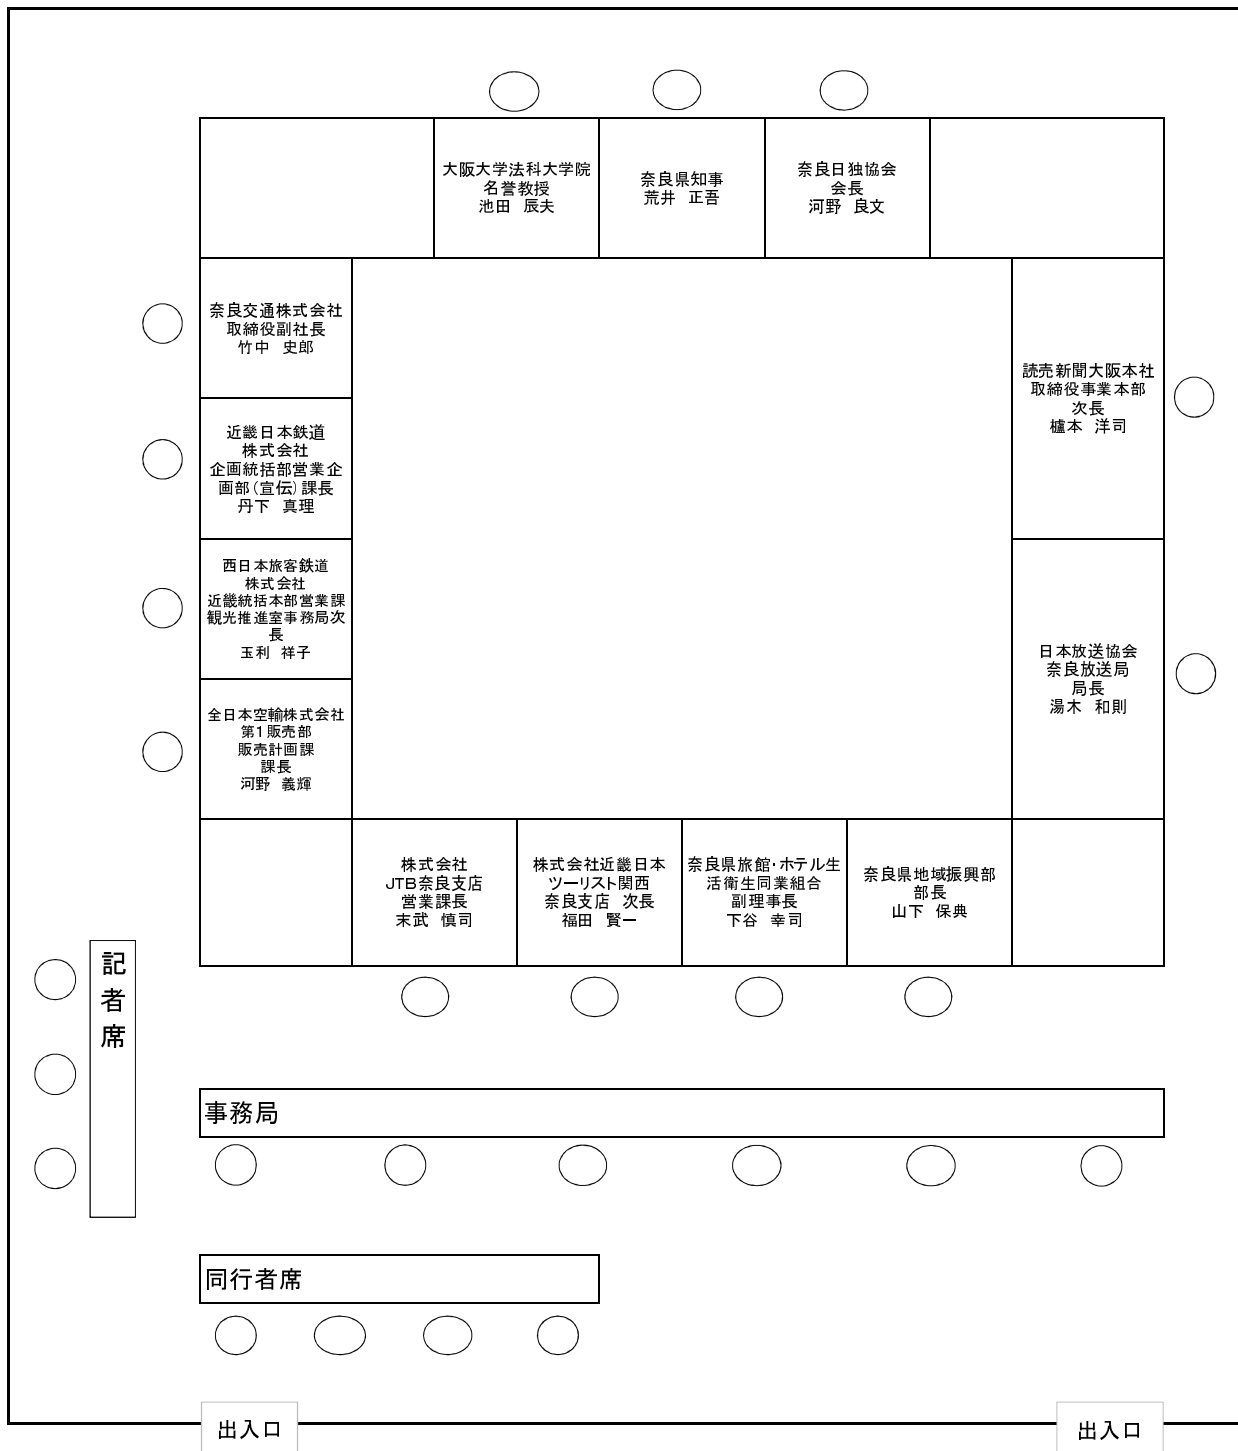 大阪大学法科大学院
名誉教授
池田 辰夫
奈良県知事
荒井 正吾
奈良日独協会
会長
河野 良文
奈良交通株式会社
取締役副社長
竹中 史郎
近畿日本鉄道
株式会社
企画統括部営業企
画部(宣伝)課長
丹下 真理
西日本旅客鉄道
株式会社
近畿統括本部営業課
観光推進室事務局次
長
玉利 祥子
全日本空輸株式会社
第1販売部
販売計画課
課長
河野 義輝
読売新聞大阪本社
取締役事業本部
次長
櫨本 洋司
日本放送協会
奈良放送局
局長
湯木 和則
株式会社
JTB奈良支店
営業課長
末武 慎司
株式会社近畿日本
ツーリスト関西
奈良支店 次長
福田 賢一
奈良県旅館・ホテル生
活衛生同業組合
副理事長
下谷 幸司
奈良県地域振興部
部長
山下 保典
記者席
事務局
同行者席
出入口
出入口